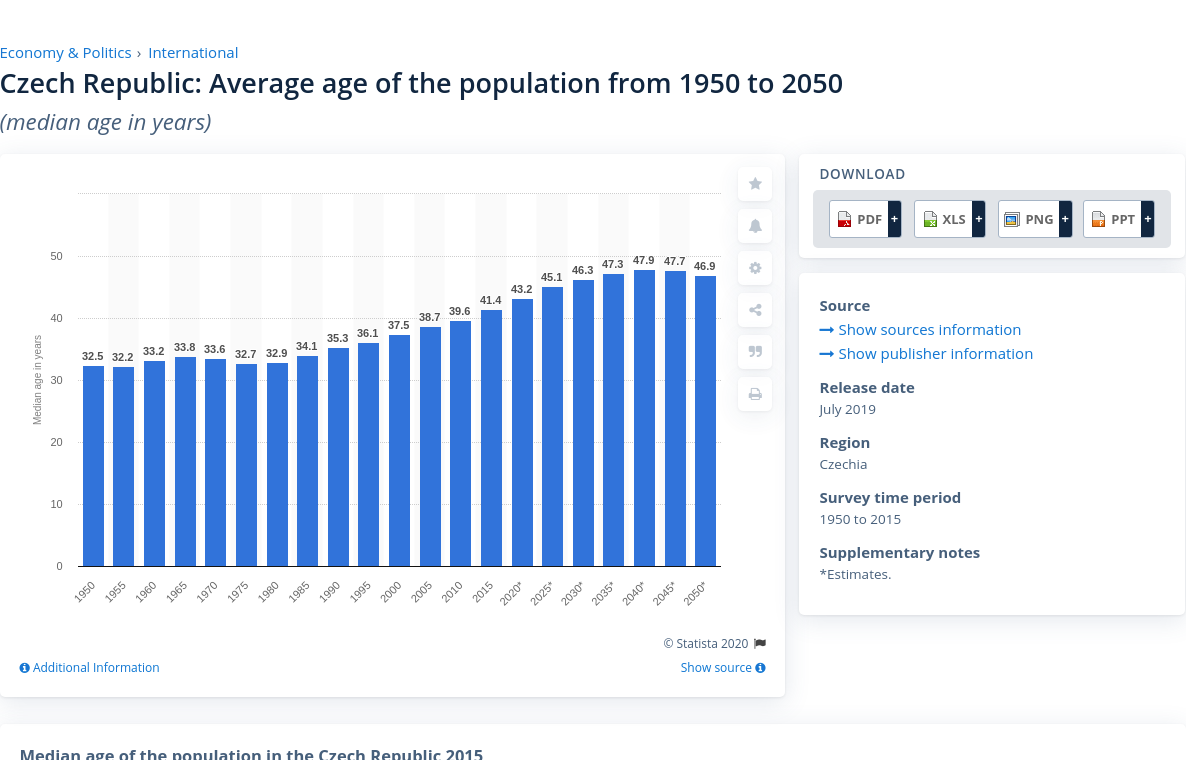 Economy & Politics › International
Czech Republic: Average age of the population from 1950 to 2050
(median age in years)
Median age in years
50
40
30
20
10
0
32.5
32.2
33.2
33.8
33.6
32.7
32.9
34.1
35.3
36.1
37.5
38.7
39.6
41.4
43.2
45.1
46.3
47.3
47.9
47.7
46.9
1950
1955
1960
1965
1970
1975
1980
1985
1990
1995
2000
2005
2010
2015
2020*
2025*
2030*
2035*
2040*
2045*
2050*
© Statista 2020
Additional Information
Show source
DOWNLOAD
PDF +
XLS +
PNG +
PPT +
Source
Show sources information
Show publisher information
Release date
July 2019
Region
Czechia
Survey time period
1950 to 2015
Supplementary notes
*Estimates.
Median age of the population in the Czech Republic 2015